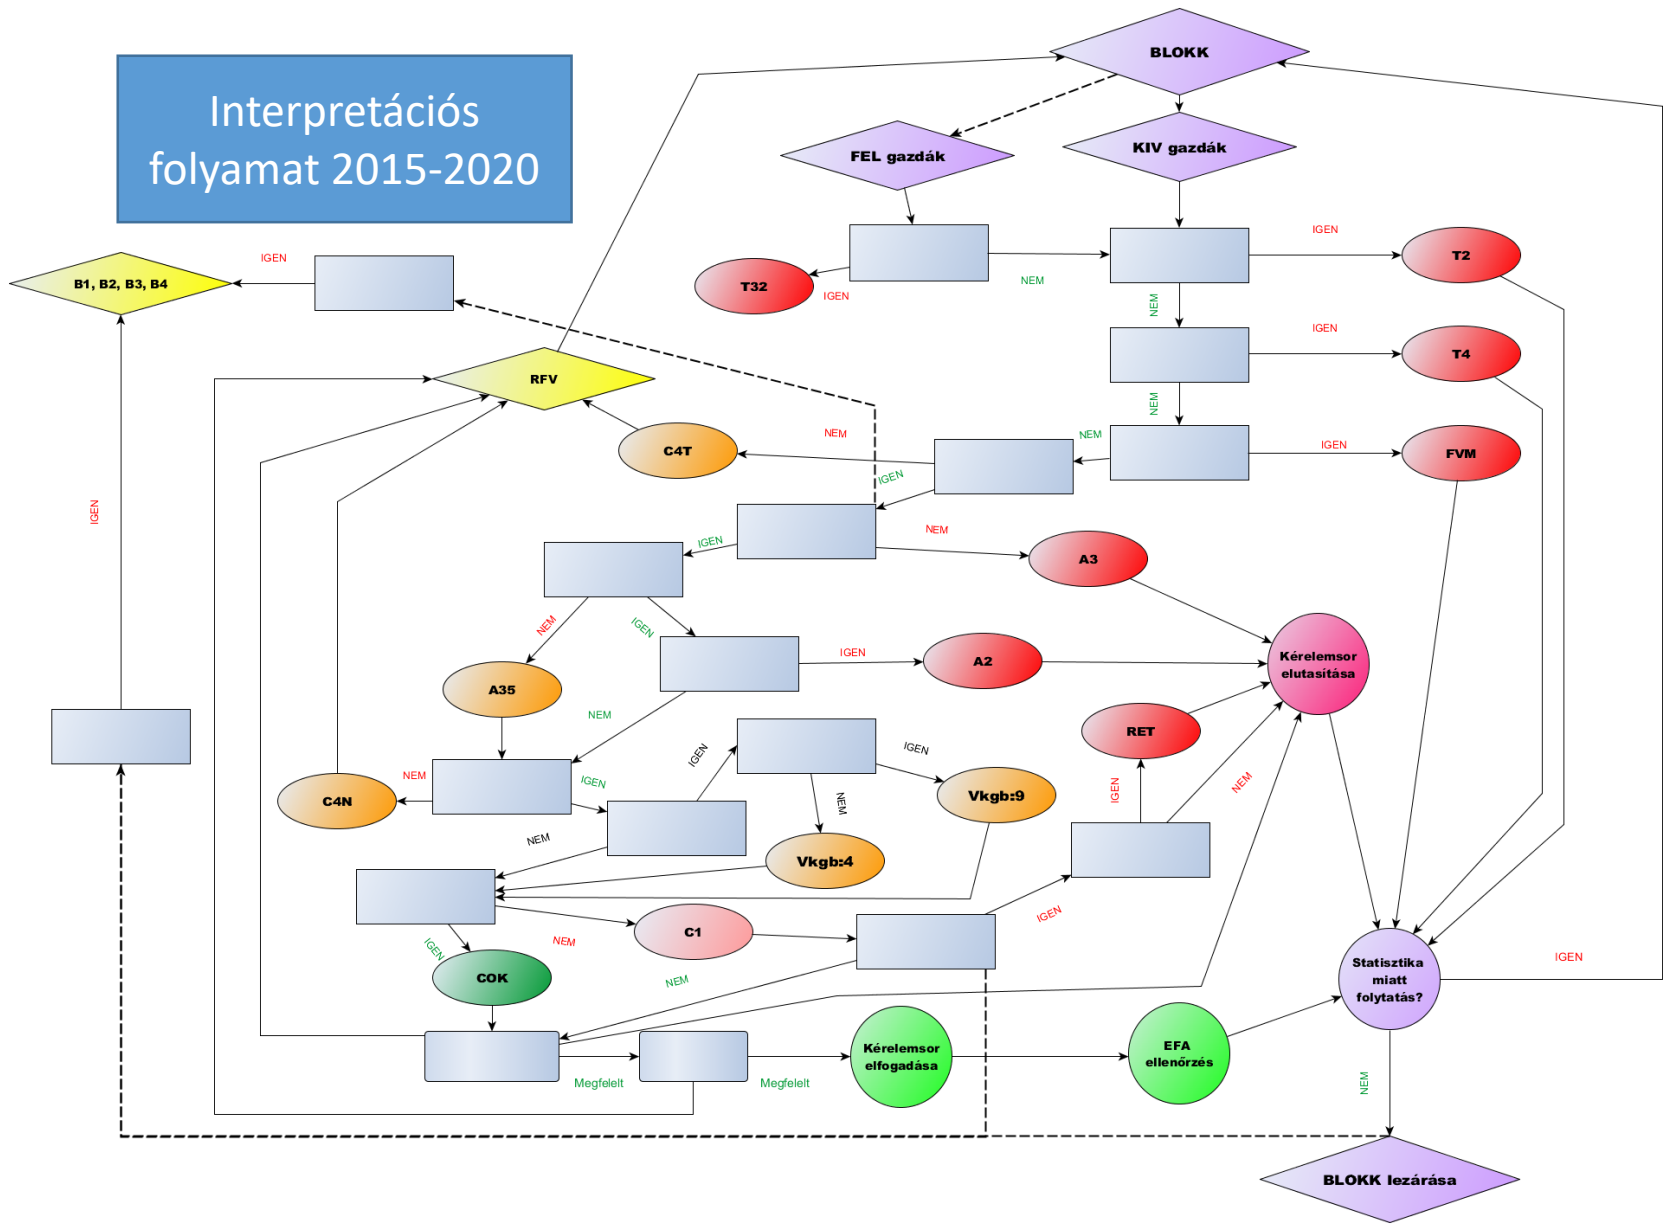 Interpretációs
folyamat 2015-2020
BLOKK
FEL gazdák
KIV gazdák
IGEN
IGEN
B1, B2, B3, B4
T32
IGEN
NEM
T2
NEM
IGEN
T4
RFV
NEM
NEM
NEM
IGEN
C4T
FVM
IGEN
IGEN
NEM
IGEN
A3
NEM
IGEN
IGEN
A2
Kérelemsor
elutasítása
A35
NEM
RET
IGEN
IGEN
NEM
IGEN
C4N
NEM
Vkgb:9
IGEN
NEM
NEM
Vkgb:4
IGEN
C1
IGEN
NEM
COK
NEM
Statisztika
miatt
folytatás?
IGEN
Megfelelt
Megfelelt
Kérelemsor
elfogadása
EFA
ellenőrzés
NEM
BLOKK lezárása